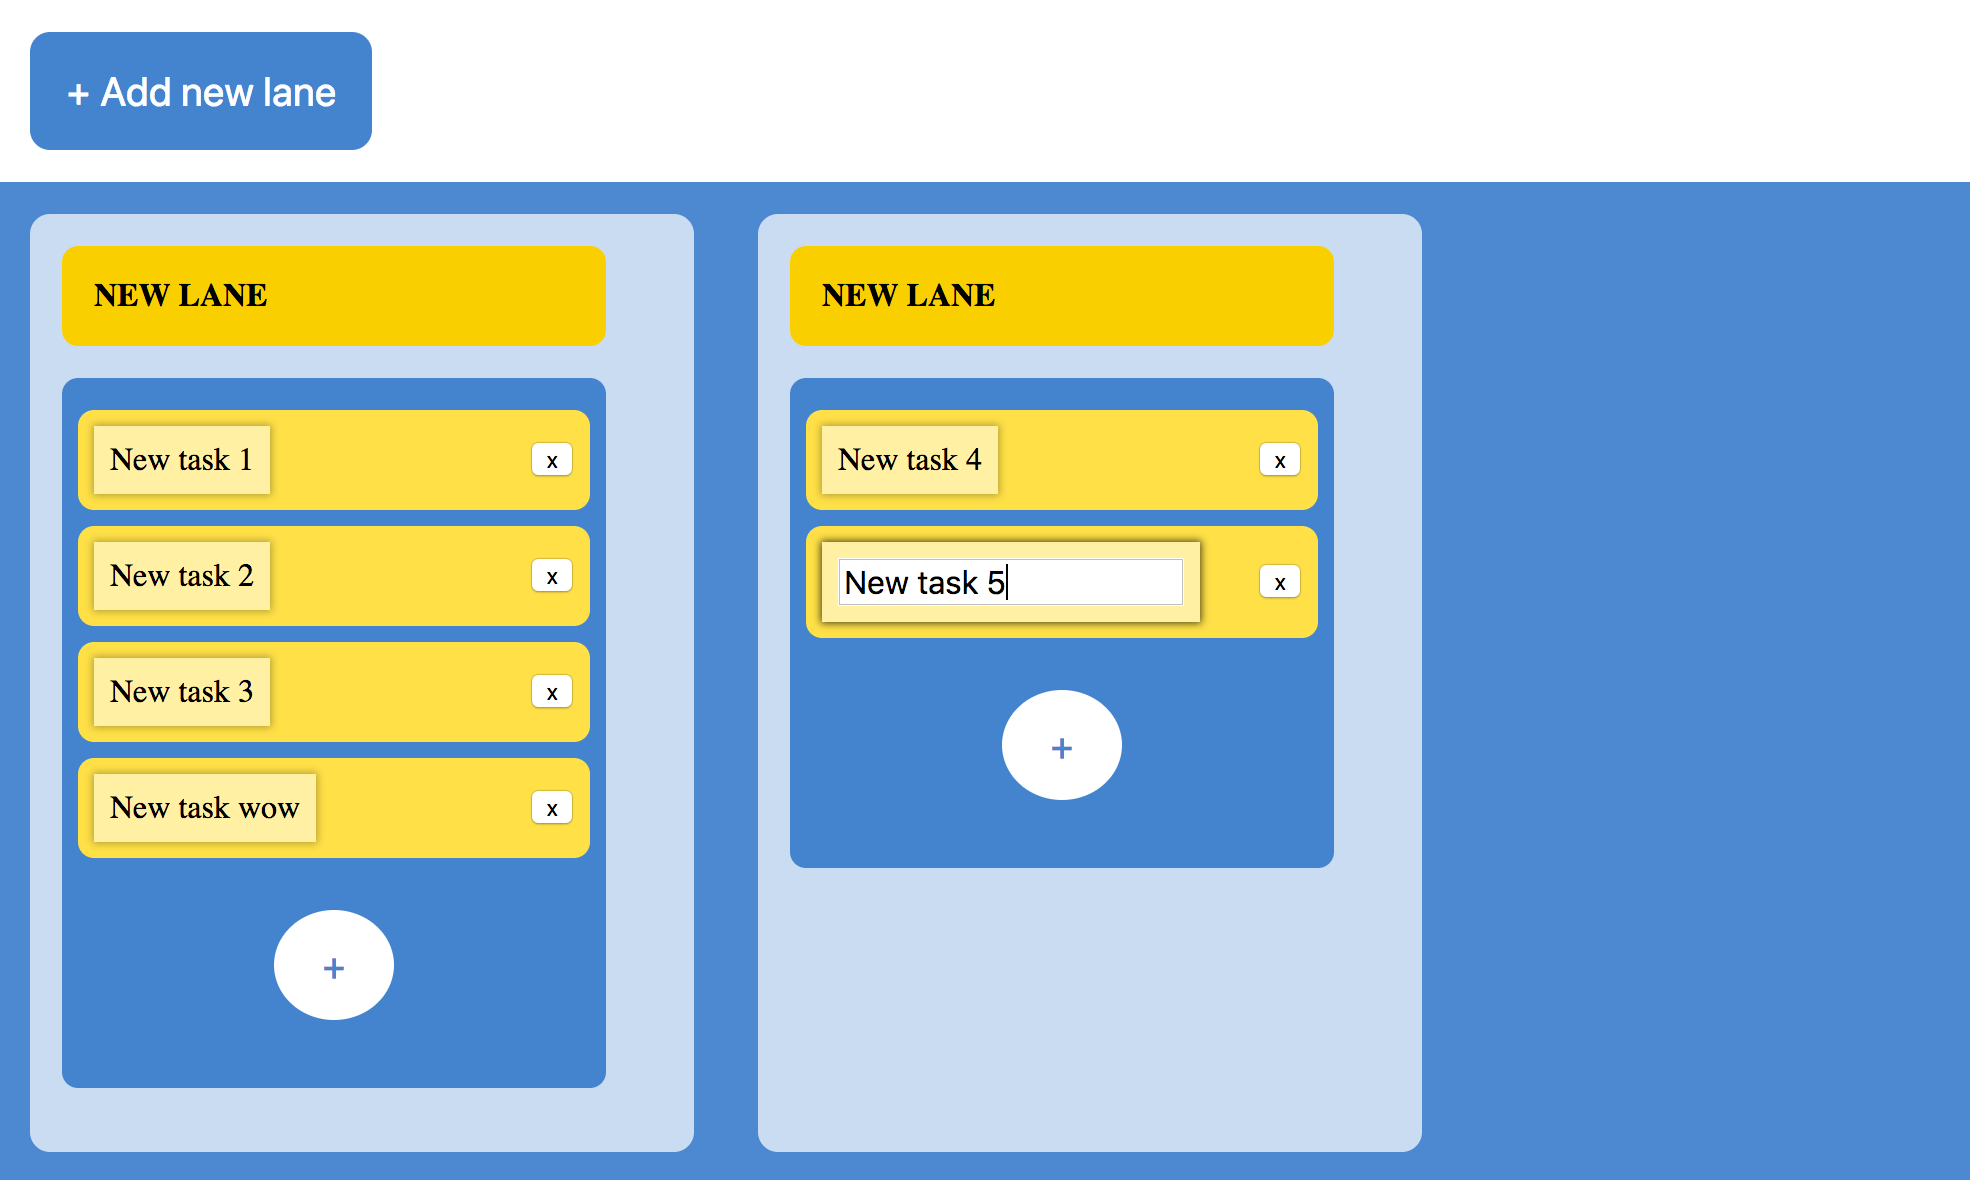 + Add new lane
NEW LANE
New task 1
x
New task 2
x
New task 3
x
New task wow
x
+
NEW LANE
New task 4
x
New task 5
x
+